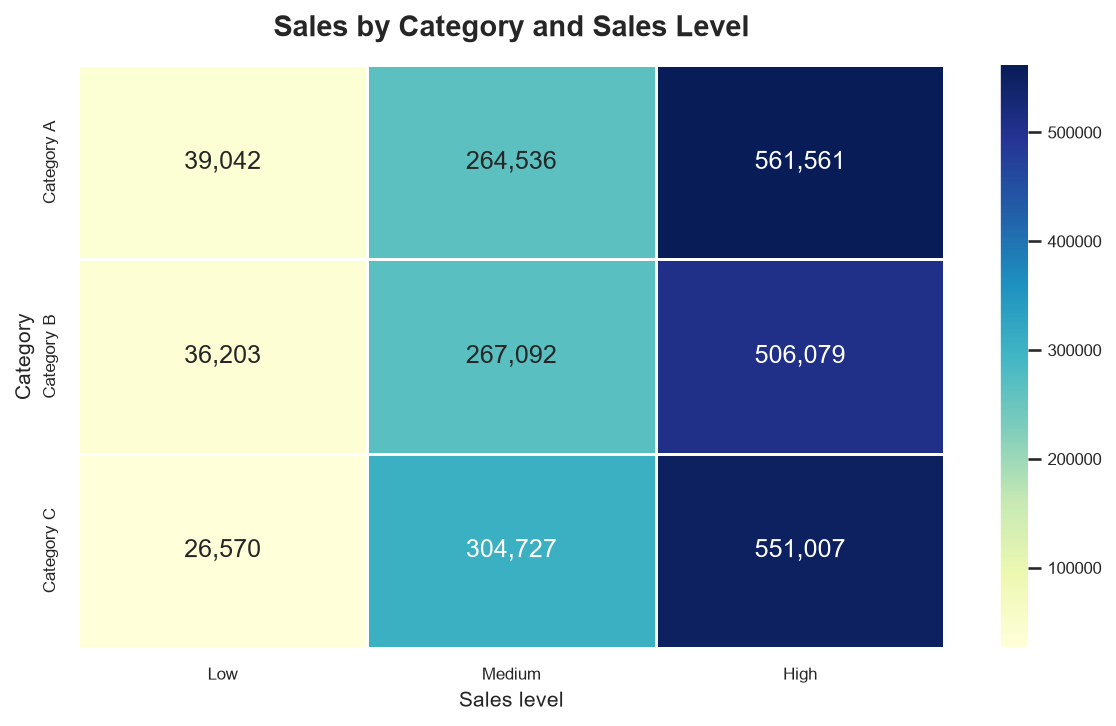 Sales by Category and Sales Level
Category
Category A
39,042
264,536
561,561
Category B
36,203
267,092
506,079
Category C
26,570
304,727
551,007
Low
Medium
High
Sales level
500000
400000
300000
200000
100000